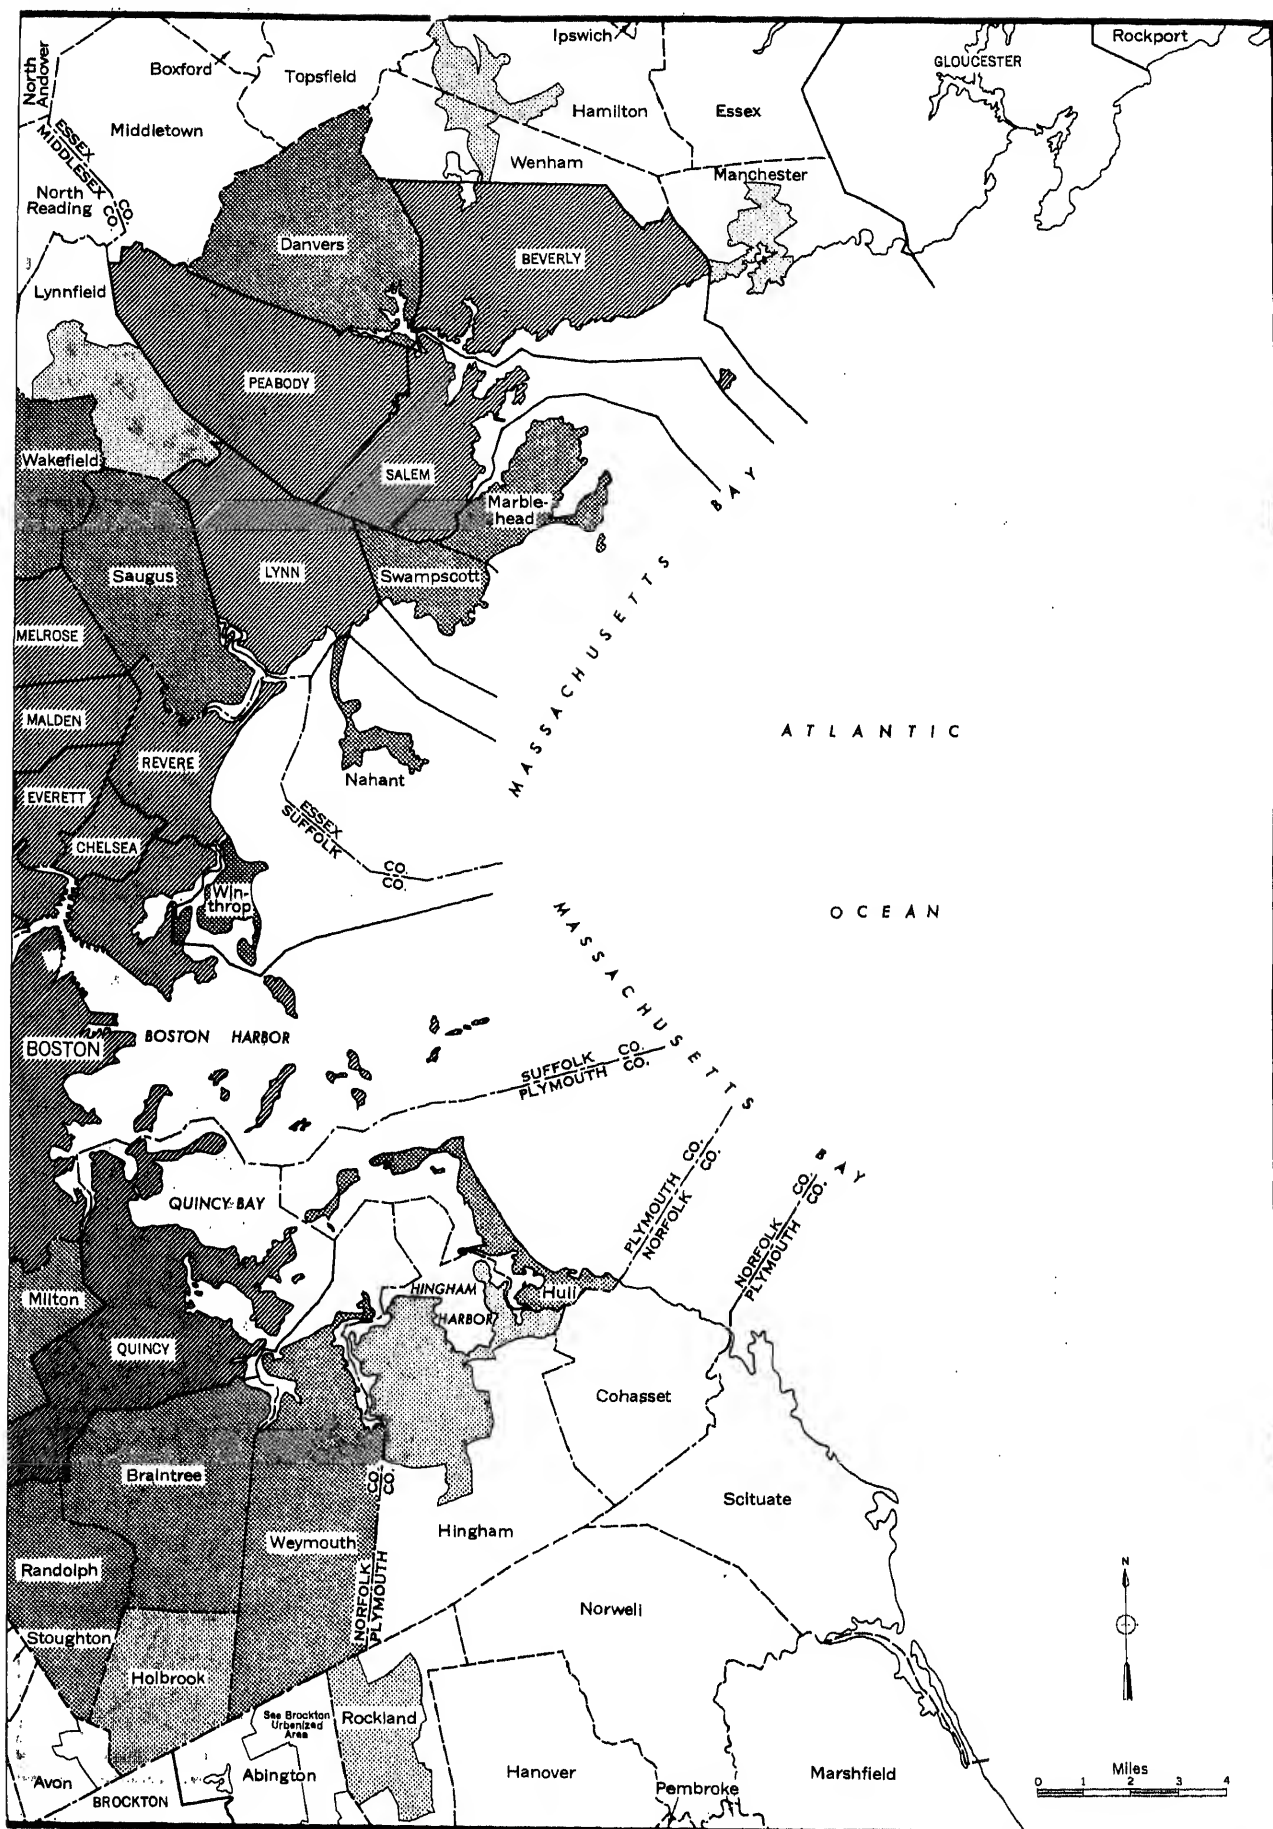 Ipswich
Rockport
North
Andover
Boxford
Topsfield
GLOUCESTER
Middletown
Hamilton
Essex
ESSEX CO.
MIDDLESEX CO.
Wenham
Manchester
North
Reading
Danvers
BEVERLY
Lynnfield
PEABODY
Wakefield
SALEM
Marble-
head
MASSACHUSETTS BAY
Saugus
LYNN
Swampscott
MELROSE
MALDEN
ATLANTIC
REVERE
Nahant
EVERETT
ESSEX CO.
SUFFOLK CO.
CHELSEA
Win-
throp
OCEAN
MASSACHUSETTS BAY
BOSTON
BOSTON HARBOR
SUFFOLK CO.
PLYMOUTH CO.
QUINCY BAY
PLYMOUTH CO.
NORFOLK CO.
NORFOLK CO.
PLYMOUTH CO.
Milton
HINGHAM
HARBOR
Hull
QUINCY
Cohasset
Braintree
Scituate
Weymouth
Hingham
NORFOLK CO.
PLYMOUTH CO.
Randolph
N
Norwell
Stoughton
Holbrook
See Brockton
Urbanized
Area
Rockland
Avon
Abington
Hanover
Marshfield
Pembroke
BROCKTON
Miles
0 1 2 3 4